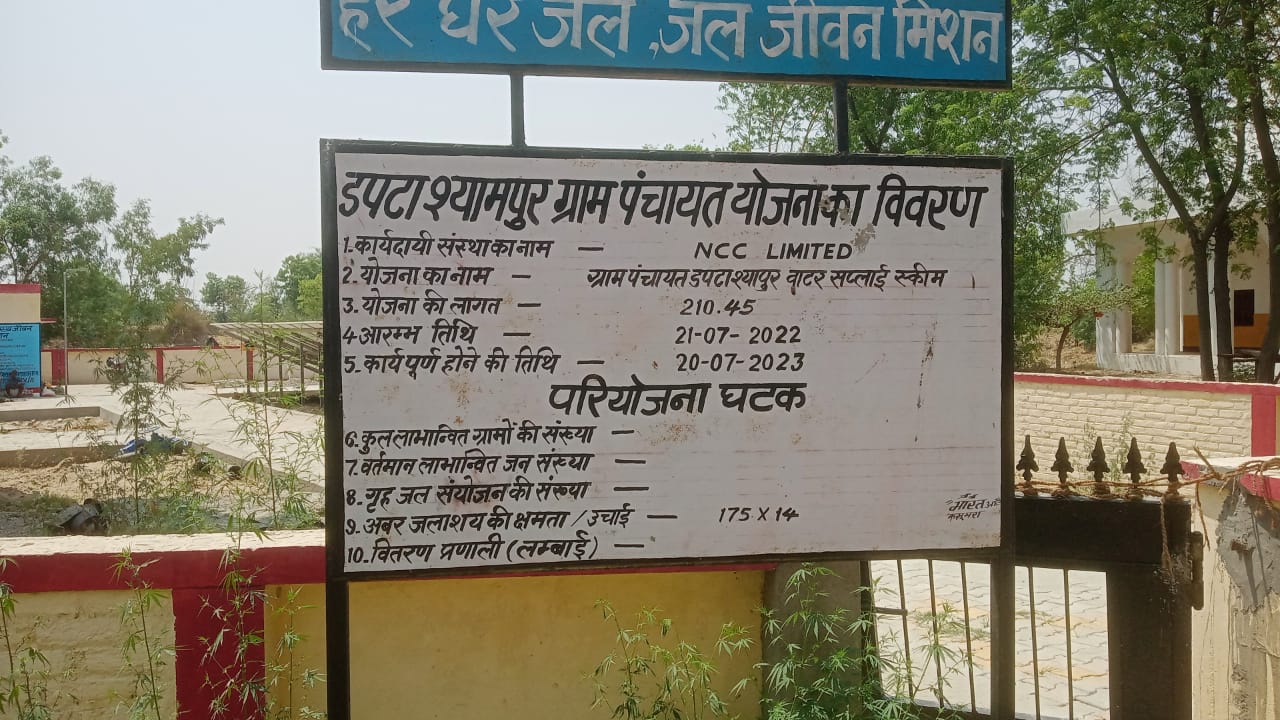 हर घर जल, जल जीवन मिशन
डपटा श्यामपुर ग्राम पंचायत योजना का विवरण
1. कार्यदायी संस्था का नाम — NCC LIMITED
2. योजना का नाम — ग्राम पंचायत डपटा श्यापुर वाटर सप्लाई स्कीम
3. योजना की लागत — 210.45
4 आरम्भ तिथि — 21-07-2022
5. कार्य पूर्ण होने की तिथि — 20-07-2023
परियोजना घटक
6. कुल लाभान्वित ग्रामों की संख्या —
7. वर्तमान लाभान्वित जन संख्या —
8. गृह जल संयोजन की संख्या —
9. अबर जलाशय की क्षमता / उचाई — 175 X 14
10. वितरण प्रणाली (लम्बाई) —
भारत आर्ट